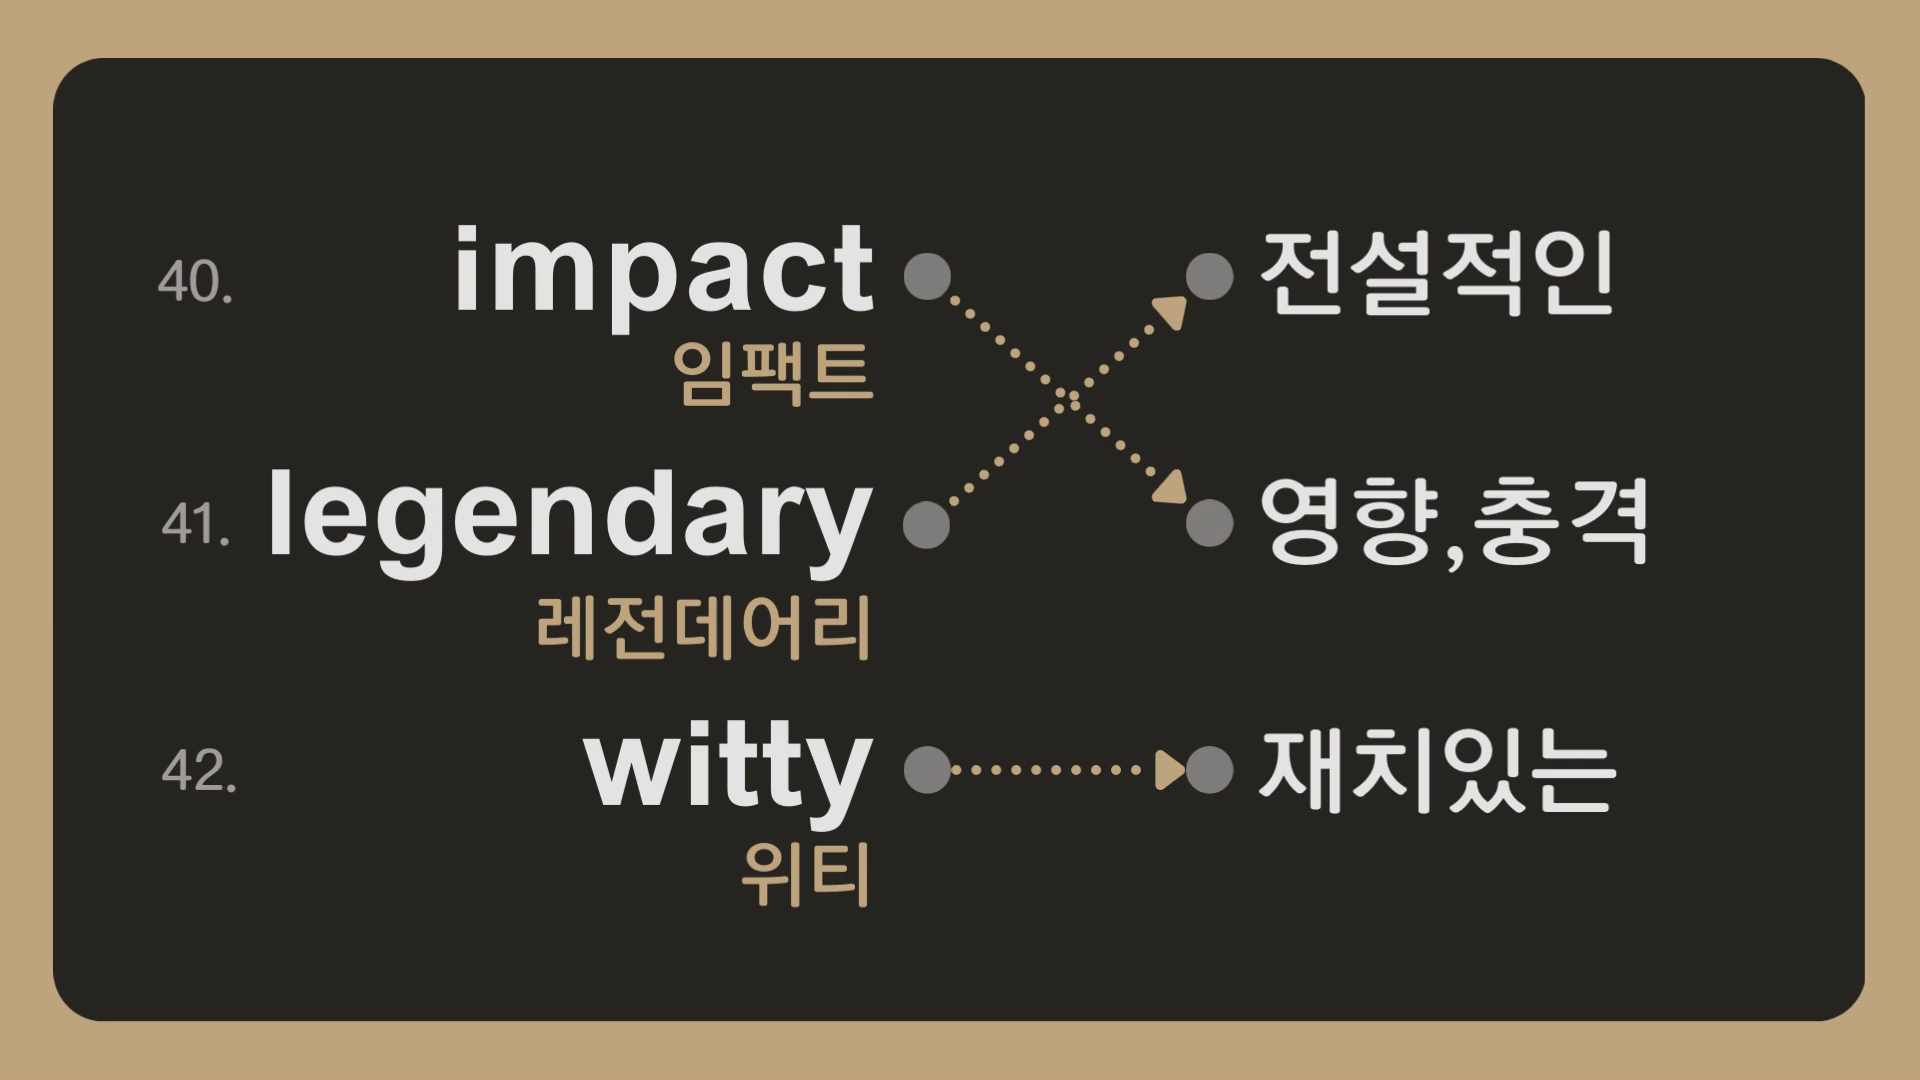 40. impact 전설적인
임팩트
41. legendary 영향,충격
레전데어리
42. witty 재치있는
위티